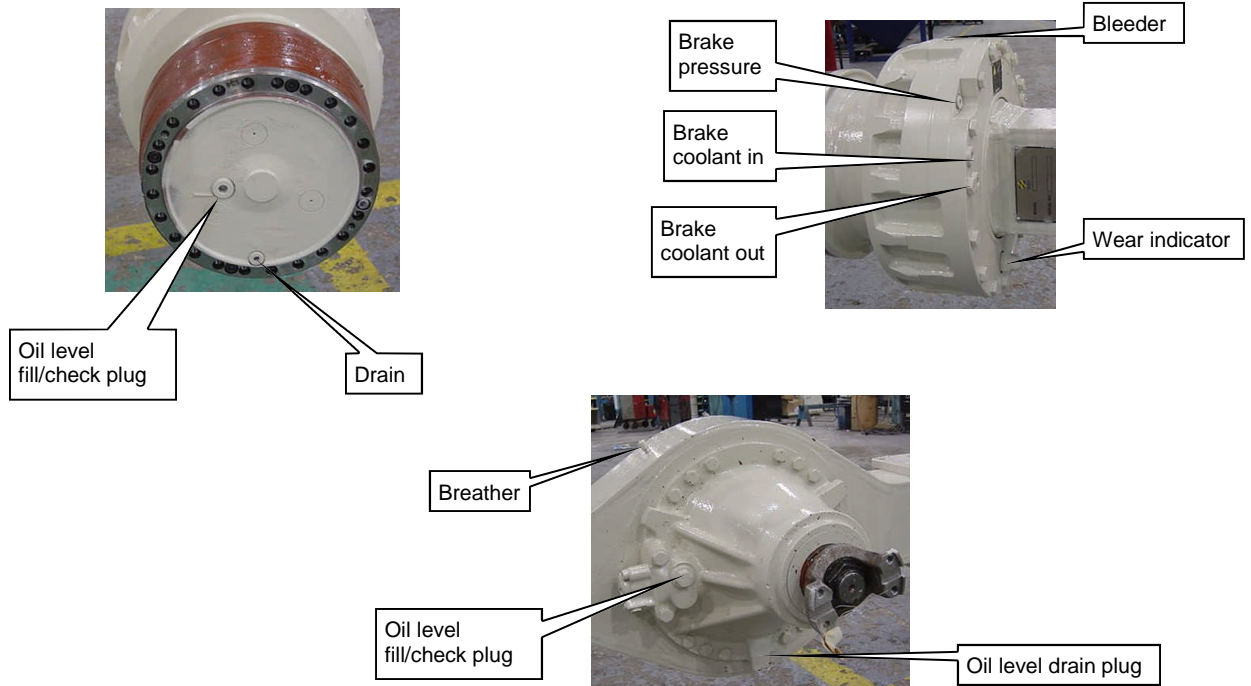 Brake
pressure
Bleeder
Brake
coolant in
Brake
coolant out
Wear indicator
Oil level
fill/check plug
Drain
Breather
Oil level
fill/check plug
Oil level drain plug